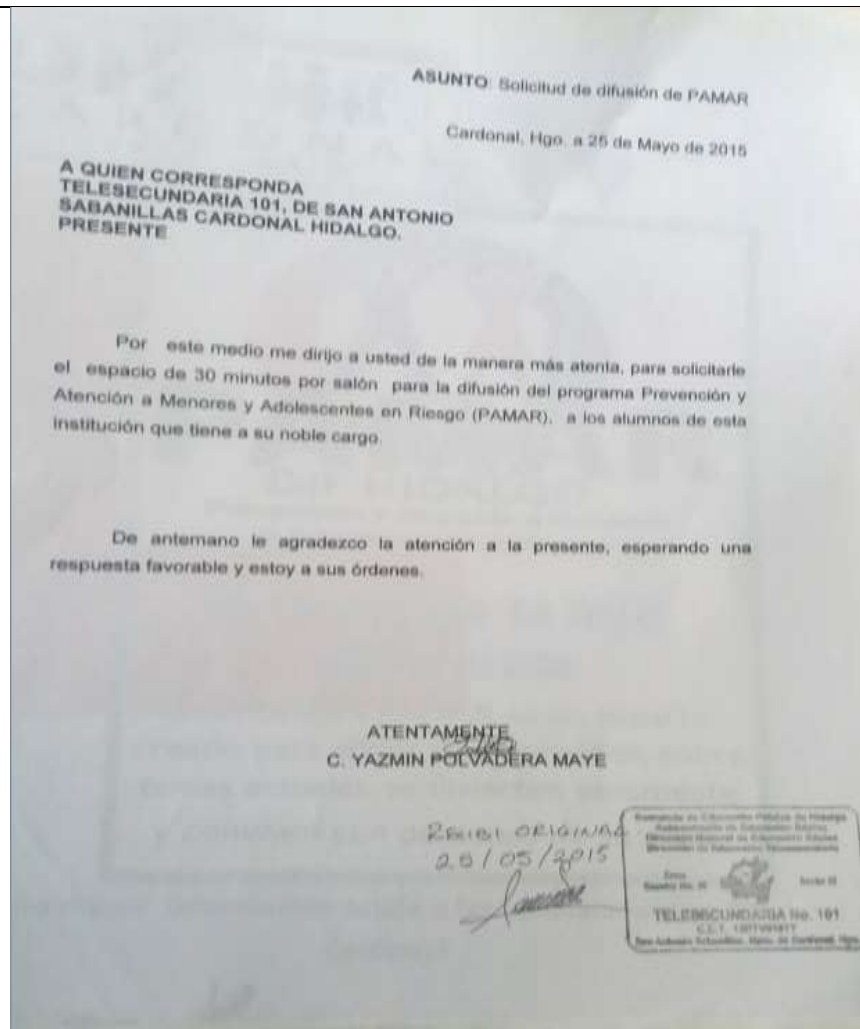 ASUNTO: Solicitud de difusión de PAMAR
Cardonal, Hgo. a 25 de Mayo de 2015
A QUIEN CORRESPONDA
TELESECUNDARIA 101, DE SAN ANTONIO
SABANILLAS CARDONAL HIDALGO.
PRESENTE
Por este medio me dirijo a usted de la manera más atenta, para solicitarle
el espacio de 30 minutos por salón para la difusión del programa Prevención y
Atención a Menores y Adolescentes en Riesgo (PAMAR), a los alumnos de esta
institución que tiene a su noble cargo.
De antemano le agradezco la atención a la presente, esperando una
respuesta favorable y estoy a sus órdenes.
ATENTAMENTE
C. YAZMIN POLVADERA MAYE
RECIBI ORIGINAL
/05/2015
TELESECUNDARIA No. 101